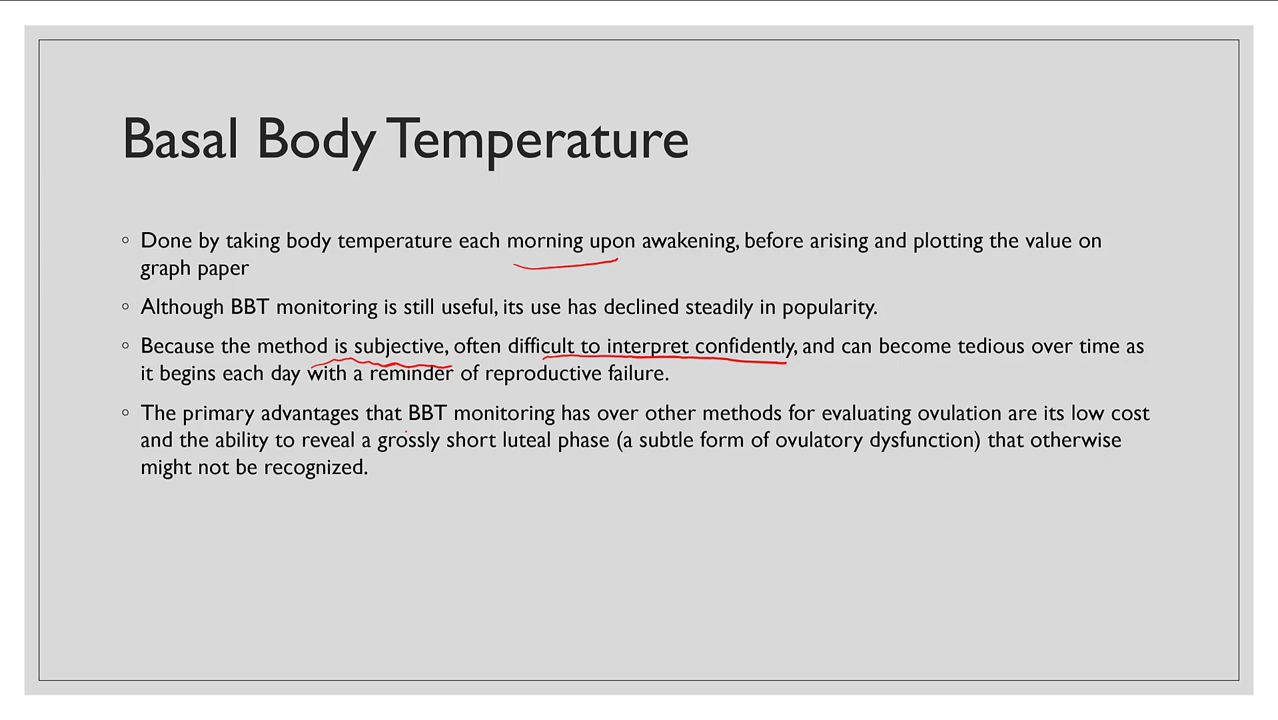 Basal Body Temperature
◦ Done by taking body temperature each morning upon awakening, before arising and plotting the value on
graph paper
◦ Although BBT monitoring is still useful, its use has declined steadily in popularity.
◦ Because the method is subjective, often difficult to interpret confidently, and can become tedious over time as
it begins each day with a reminder of reproductive failure.
◦ The primary advantages that BBT monitoring has over other methods for evaluating ovulation are its low cost
and the ability to reveal a grossly short luteal phase (a subtle form of ovulatory dysfunction) that otherwise
might not be recognized.